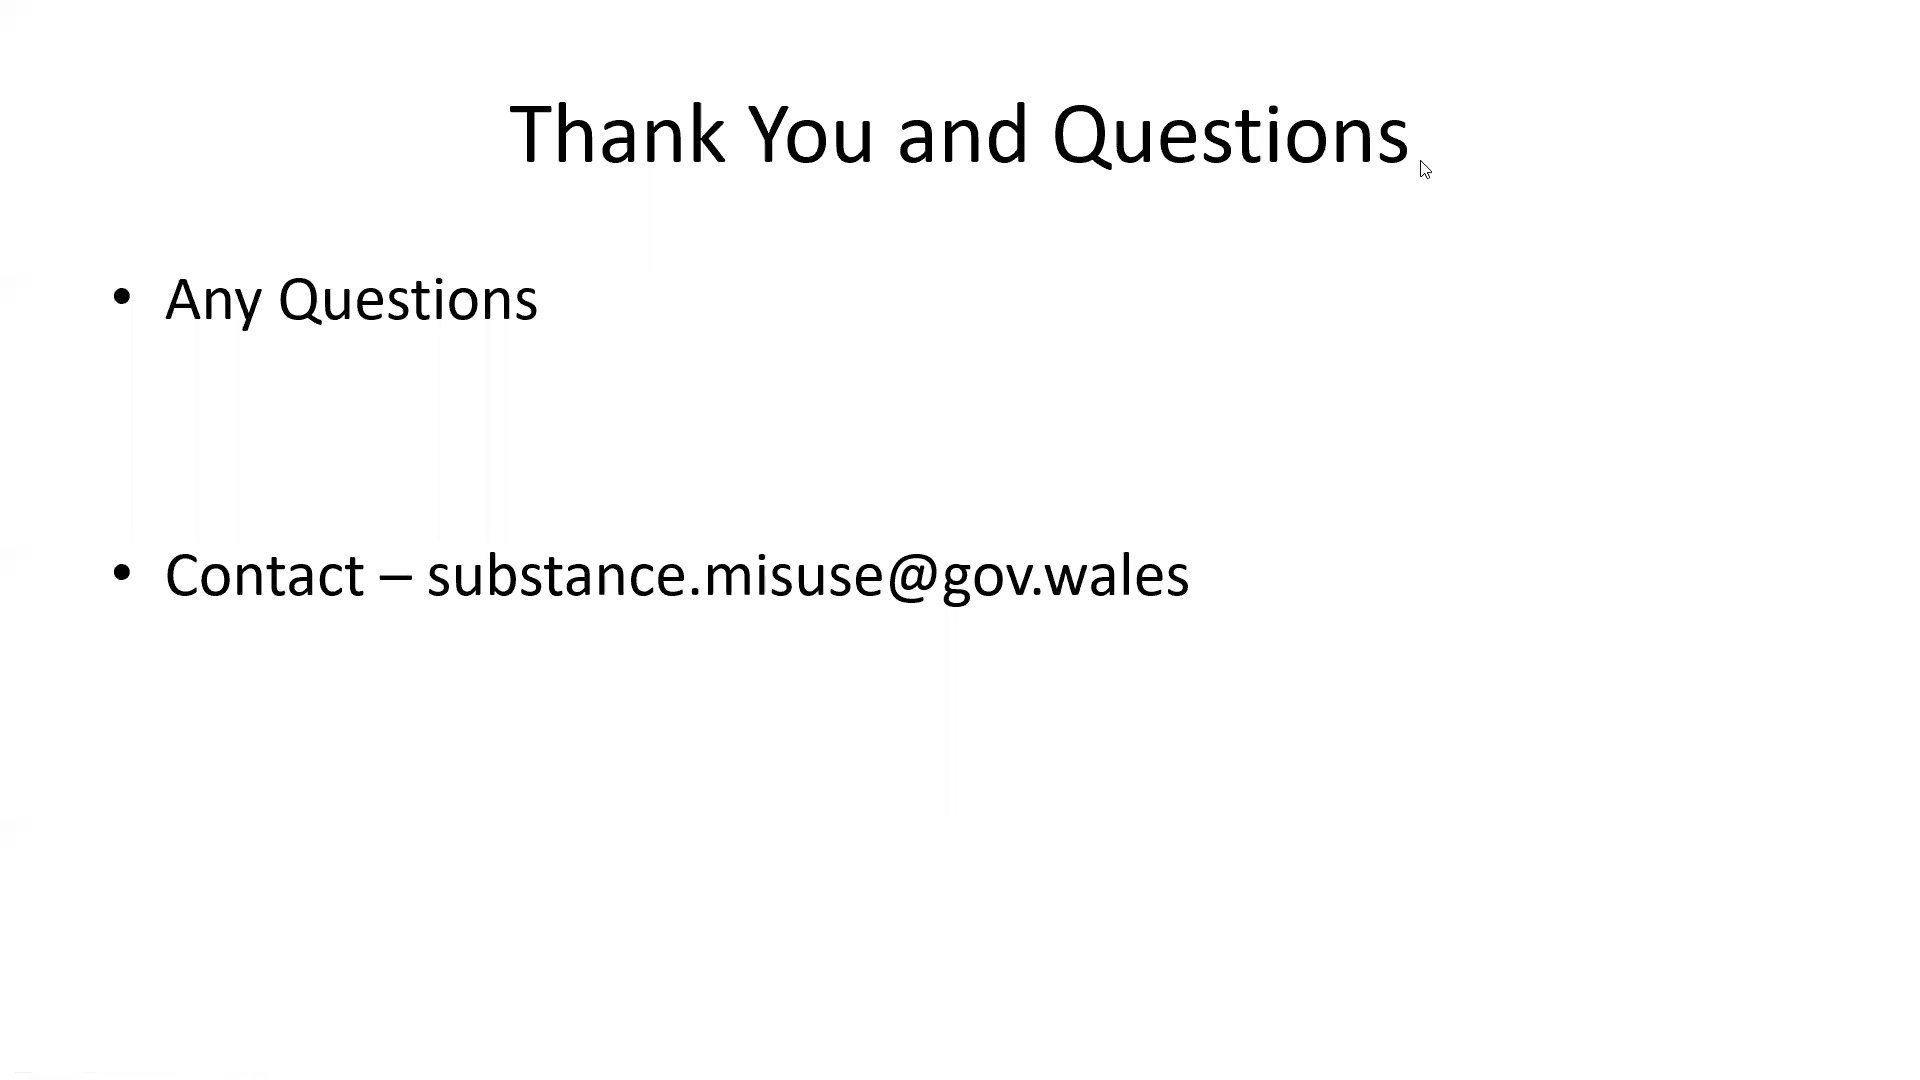 Thank You and Questions
• Any Questions
• Contact – substance.misuse@gov.wales